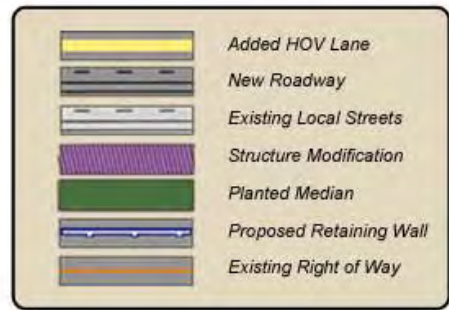 Added HOV Lane
New Roadway
Existing Local Streets
Structure Modification
Planted Median
Proposed Retaining Wall
Existing Right of Way